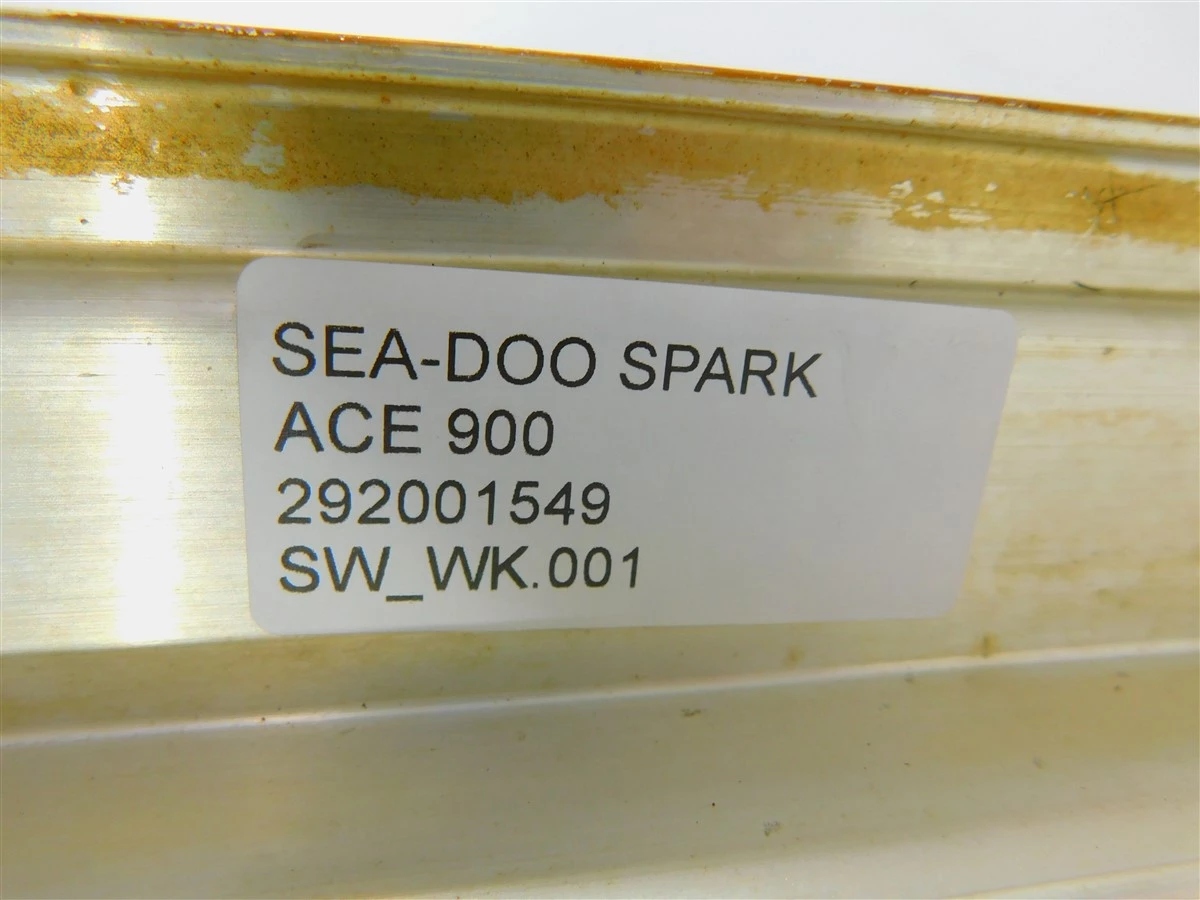 SEA-DOO SPARK
ACE 900
292001549
SW_WK.001